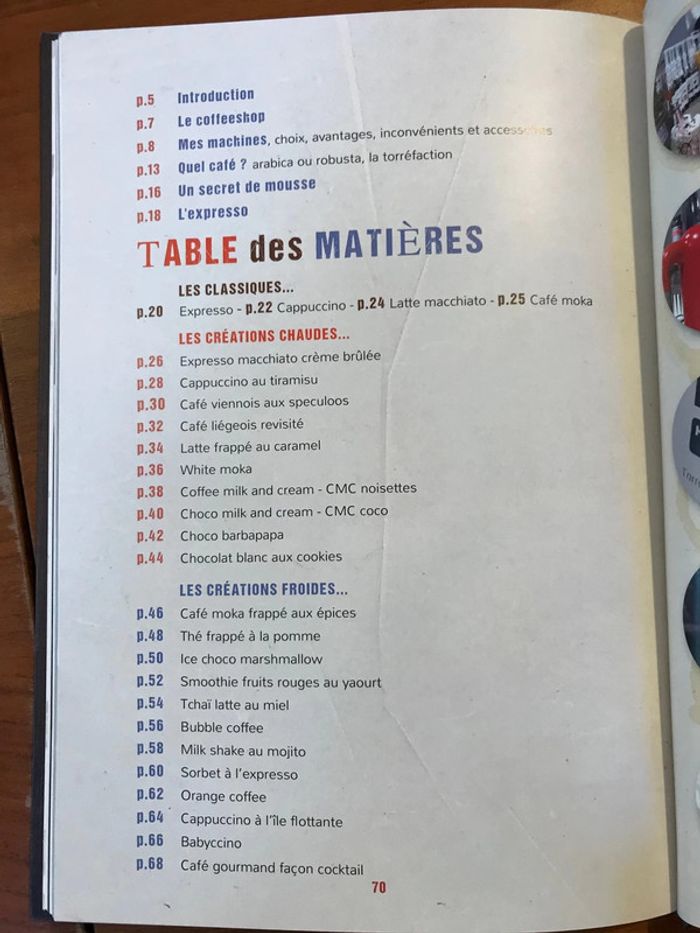 p.5 Introduction
p.7 Le coffeeshop
p.8 Mes machines, choix, avantages, inconvénients et accessoires
p.13 Quel café ? arabica ou robusta, la torréfaction
p.16 Un secret de mousse
p.18 L'expresso
TABLE des MATIÈRES
LES CLASSIQUES...
p.20 Expresso - p.22 Cappuccino - p.24 Latte macchiato - p.25 Café moka
LES CRÉATIONS CHAUDES...
p.26 Expresso macchiato crème brûlée
p.28 Cappuccino au tiramisu
p.30 Café viennois aux speculoos
p.32 Café liégeois revisité
p.34 Latte frappé au caramel
p.36 White moka
p.38 Coffee milk and cream - CMC noisettes
p.40 Choco milk and cream - CMC coco
p.42 Choco barbapapa
p.44 Chocolat blanc aux cookies
LES CRÉATIONS FROIDES...
p.46 Café moka frappé aux épices
p.48 Thé frappé à la pomme
p.50 Ice choco marshmallow
p.52 Smoothie fruits rouges au yaourt
p.54 Tchaï latte au miel
p.56 Bubble coffee
p.58 Milk shake au mojito
p.60 Sorbet à l'expresso
p.62 Orange coffee
p.64 Cappuccino à l'île flottante
p.66 Babyccino
p.68 Café gourmand façon cocktail
70